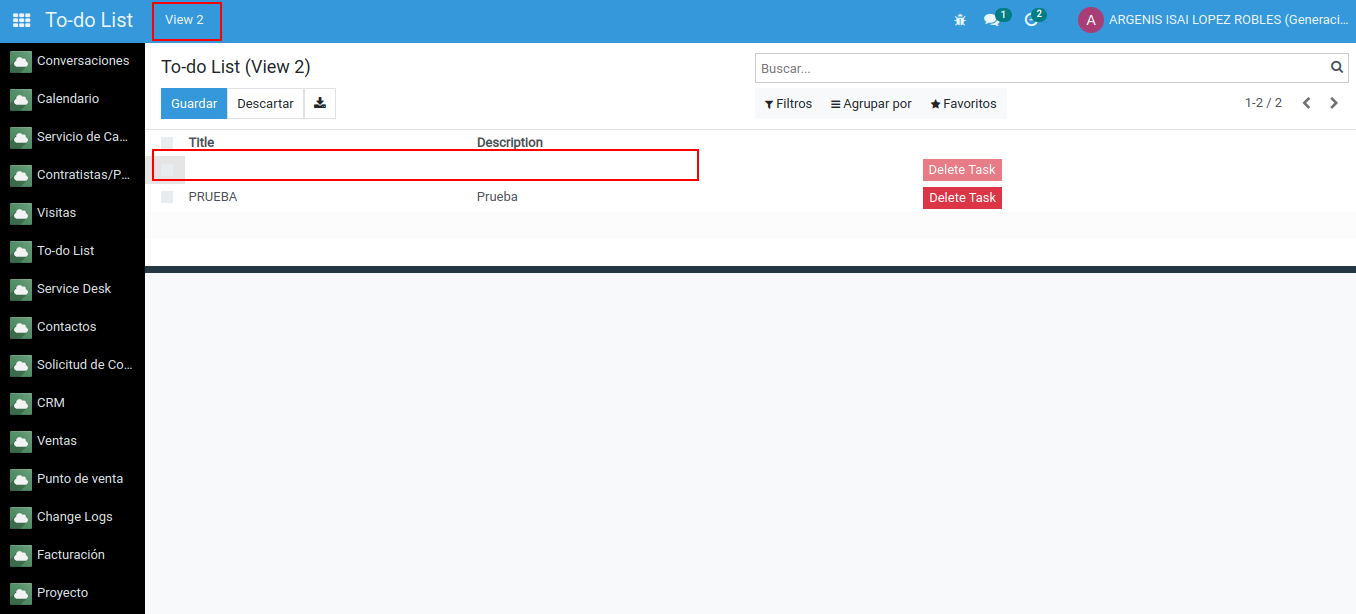 To-do List
View 2
1
2
A
ARGENIS ISAI LOPEZ ROBLES (Generaci...
Conversaciones
Calendario
Servicio de Ca...
Contratistas/P...
Visitas
To-do List
Service Desk
Contactos
Solicitud de Co...
CRM
Ventas
Punto de venta
Change Logs
Facturación
Proyecto
To-do List (View 2)
Buscar...
Guardar
Descartar
Filtros
Agrupar por
Favoritos
1-2 / 2
Title
Description
Delete Task
PRUEBA
Prueba
Delete Task